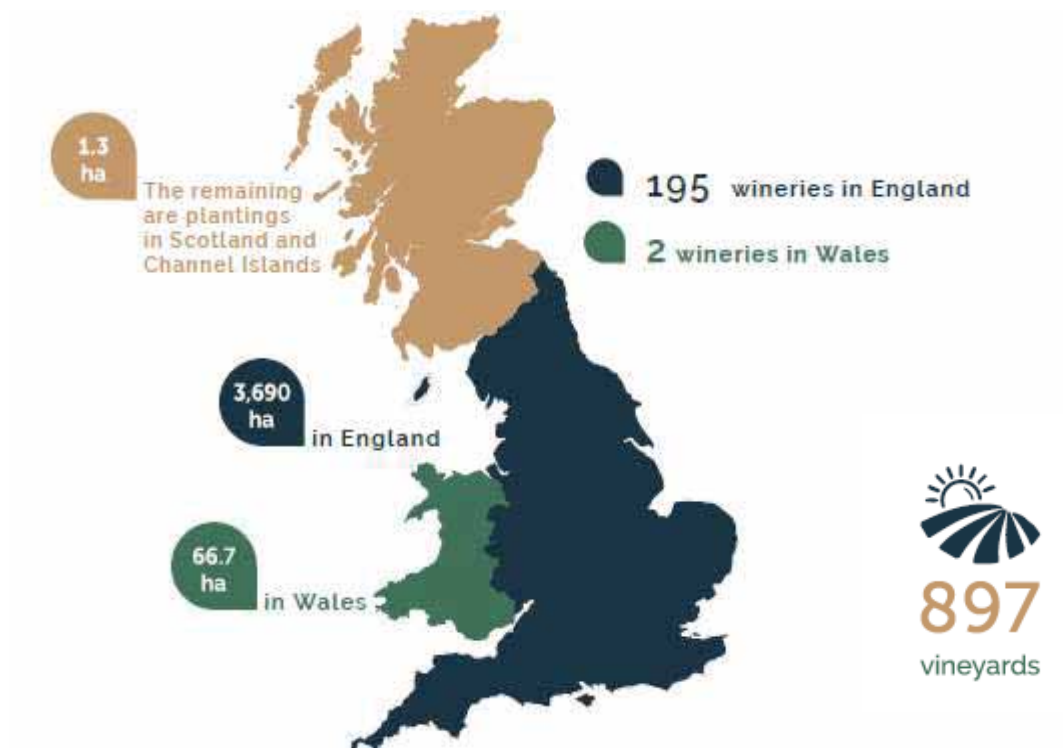 1.3
ha
The remaining
are plantings
in Scotland and
Channel Islands
195 wineries in England
2 wineries in Wales
3,690
ha
in England
66.7
ha
in Wales
897
vineyards